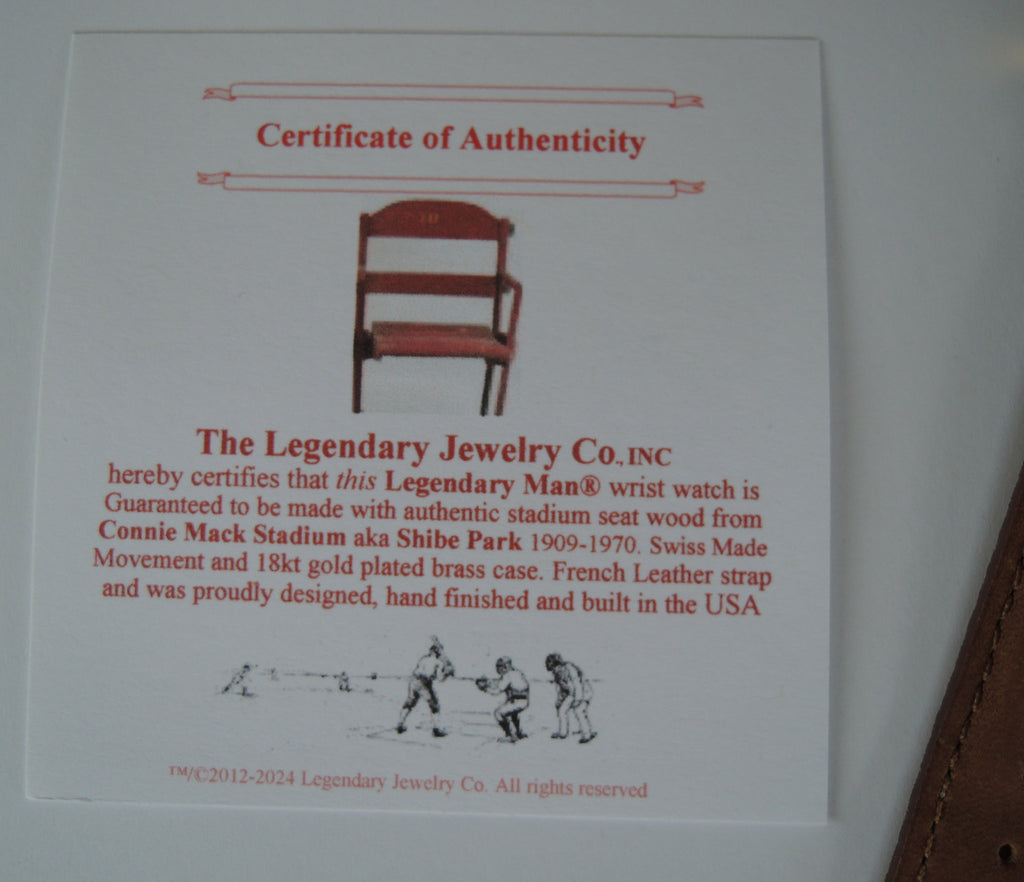 Certificate of Authenticity
The Legendary Jewelry Co., INC
hereby certifies that this Legendary Man® wrist watch is
Guaranteed to be made with authentic stadium seat wood from
Connie Mack Stadium aka Shibe Park 1909-1970. Swiss Made
Movement and 18kt gold plated brass case. French Leather strap
and was proudly designed, hand finished and built in the USA
™/©2012-2024 Legendary Jewelry Co. All rights reserved